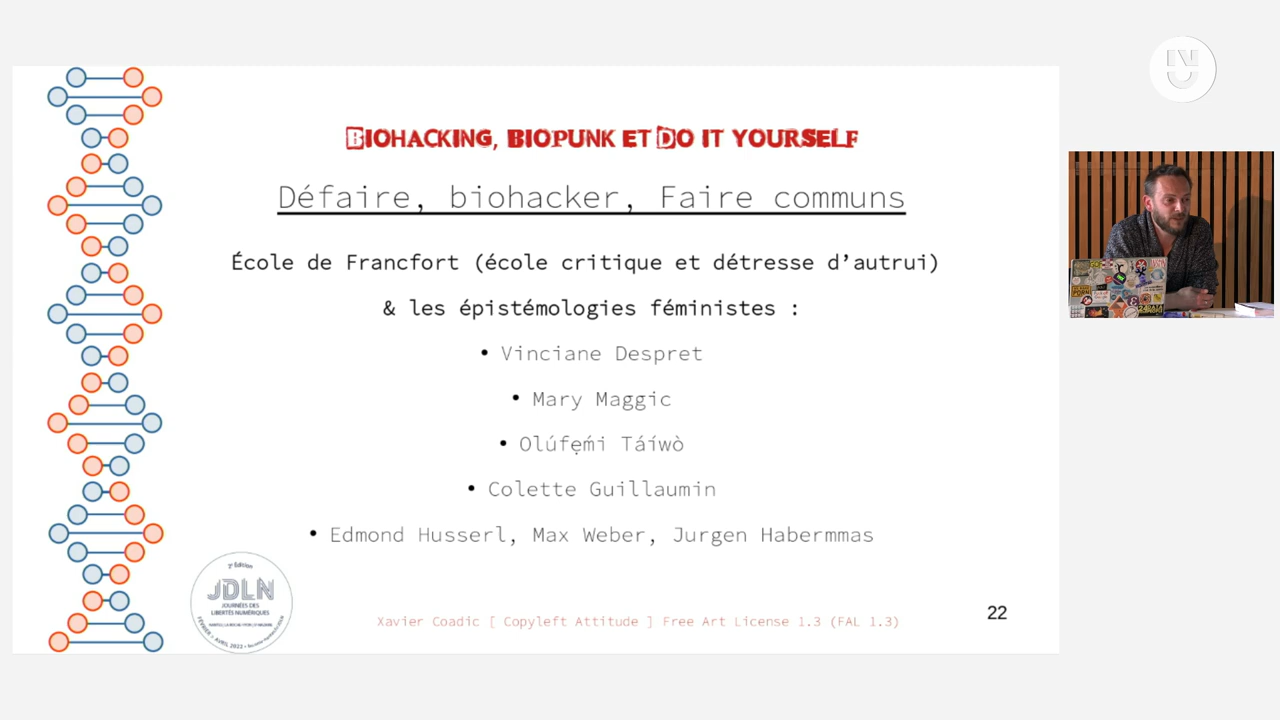 BIOHACKING, BIOPUNK ET DO IT YOURSELF
Défaire, biohacker, Faire communs
École de Francfort (école critique et détresse d'autrui)
& les épistémologies féministes :
• Vinciane Despret
• Mary Maggic
• Olúfẹ́mi Táíwò
• Colette Guillaumin
• Edmond Husserl, Max Weber, Jurgen Habermmas
2e Édition
JDLN
JOURNÉES DES
LIBERTÉS NUMÉRIQUES
Xavier Coadic [ Copyleft Attitude ] Free Art License 1.3 (FAL 1.3)
22